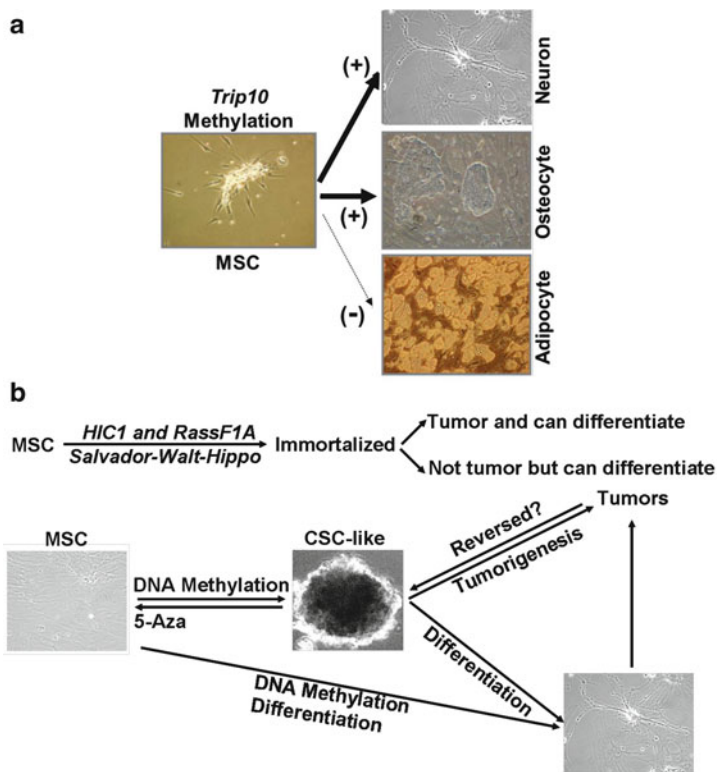 a
Trip10
Methylation
MSC
(+)
(+)
(-)
Neuron
Osteocyte
Adipocyte
b
MSC
HIC1 and RassF1A
Salvador-Walt-Hippo
Immortalized
Tumor and can differentiate
Not tumor but can differentiate
MSC
DNA Methylation
5-Aza
CSC-like
Reversed?
Tumorigenesis
Tumors
Differentiation
DNA Methylation
Differentiation